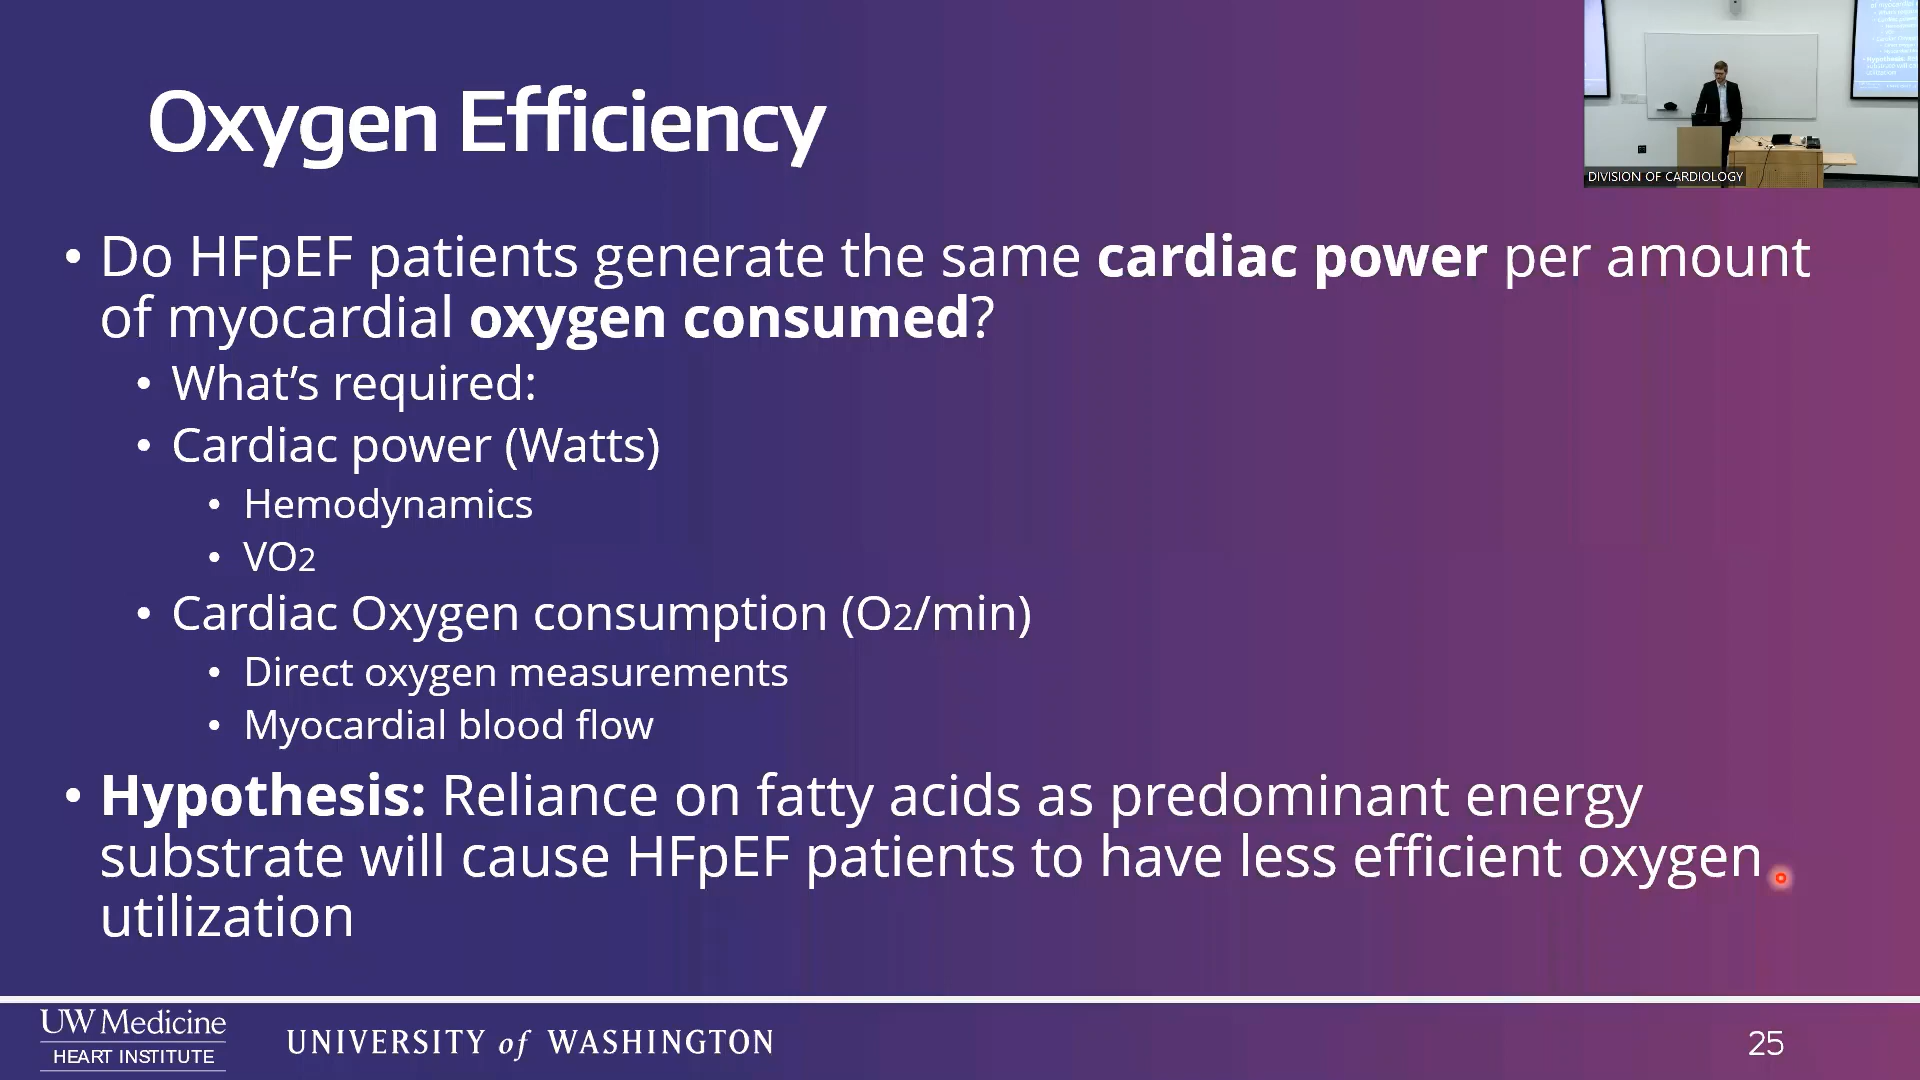 Oxygen Efficiency
DIVISION OF CARDIOLOGY
• Do HFpEF patients generate the same cardiac power per amount
of myocardial oxygen consumed?
• What’s required:
• Cardiac power (Watts)
• Hemodynamics
• VO2
• Cardiac Oxygen consumption (O2/min)
• Direct oxygen measurements
• Myocardial blood flow
• Hypothesis: Reliance on fatty acids as predominant energy
substrate will cause HFpEF patients to have less efficient oxygen
utilization
UW Medicine
HEART INSTITUTE
UNIVERSITY of WASHINGTON
25